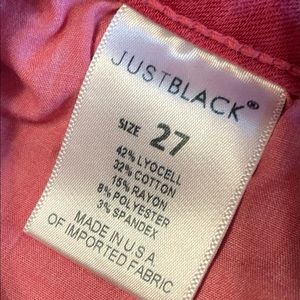 JUSTBLACK®
SIZE 27
42% LYOCELL
32% COTTON
15% RAYON
8% POLYESTER
3% SPANDEX
MADE IN U.S.A
OF IMPORTED FABRIC